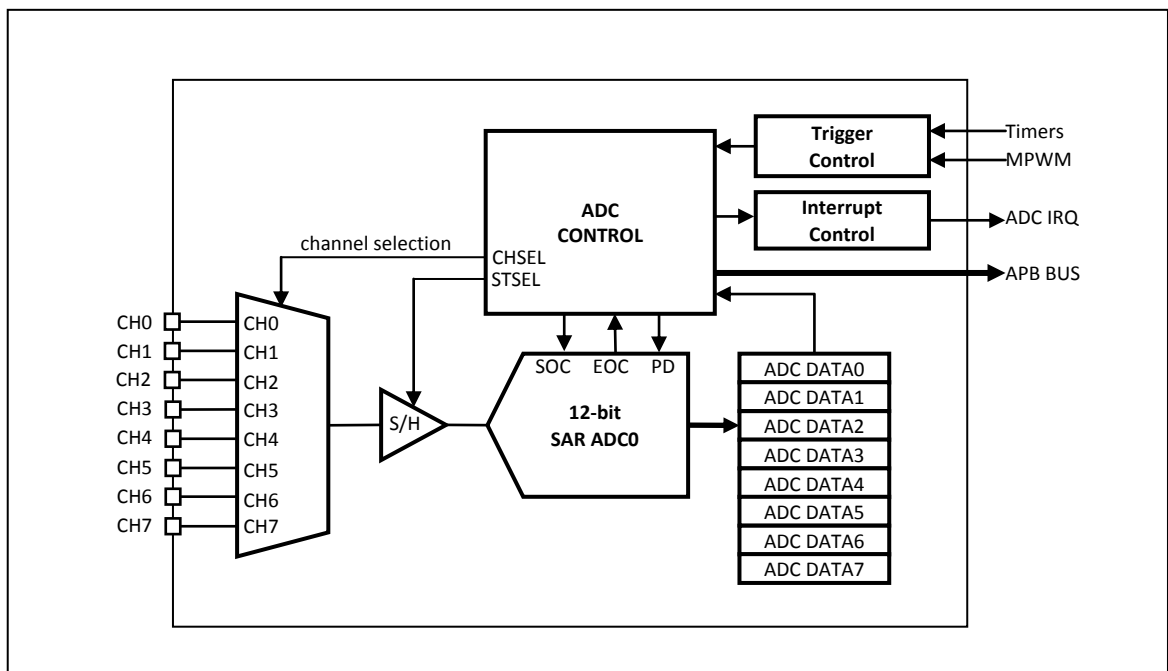 Trigger
Control
Timers
MPWM
ADC
CONTROL
Interrupt
Control
ADC IRQ
channel selection
CHSEL
STSEL
APB BUS
CH0
CH1
CH2
CH3
CH4
CH5
CH6
CH7
CH0
CH1
CH2
CH3
CH4
CH5
CH6
CH7
S/H
SOC
EOC
PD
12-bit
SAR ADC0
ADC DATA0
ADC DATA1
ADC DATA2
ADC DATA3
ADC DATA4
ADC DATA5
ADC DATA6
ADC DATA7